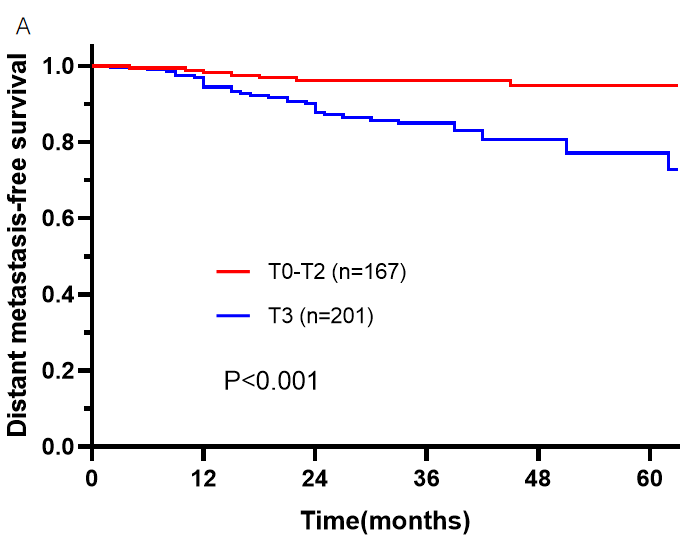 A
Distant metastasis-free survival
1.0
0.8
0.6
0.4
0.2
0.0
T0-T2 (n=167)
T3 (n=201)
P<0.001
0 12 24 36 48 60
Time(months)